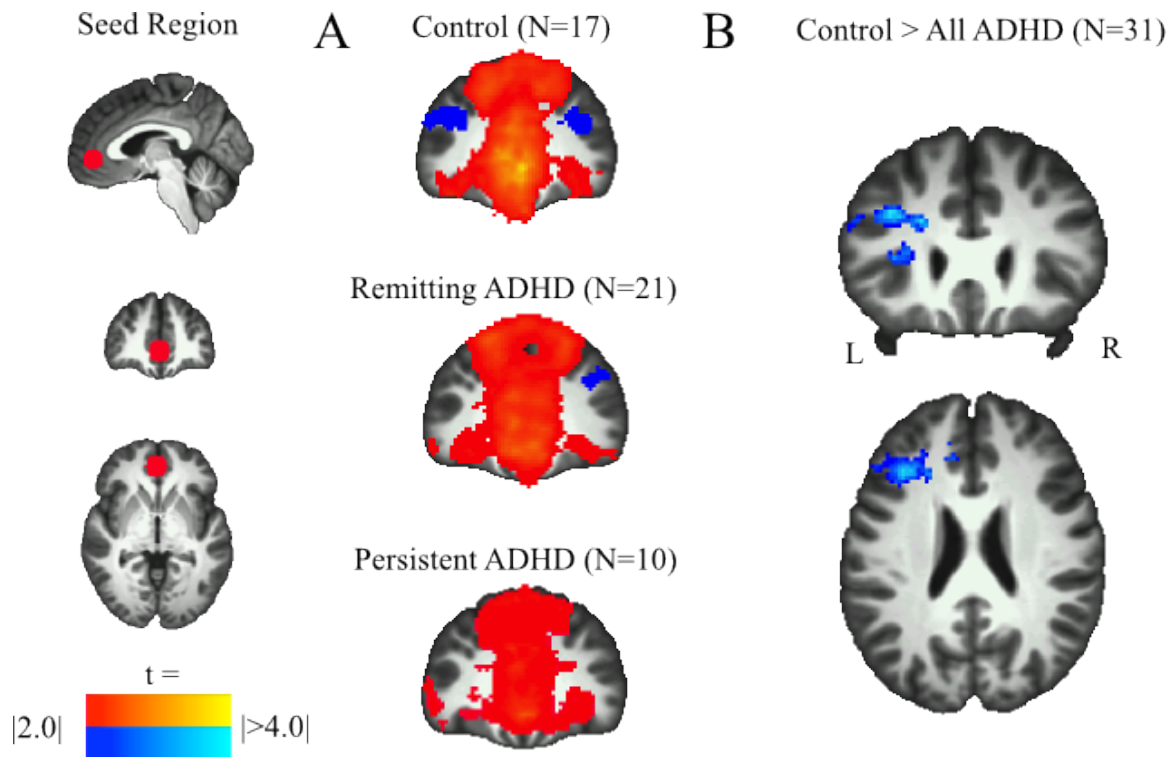 Seed Region
A
Control (N=17)
B
Control > All ADHD (N=31)
Remitting ADHD (N=21)
L
R
Persistent ADHD (N=10)
t =
|2.0|
|>4.0|